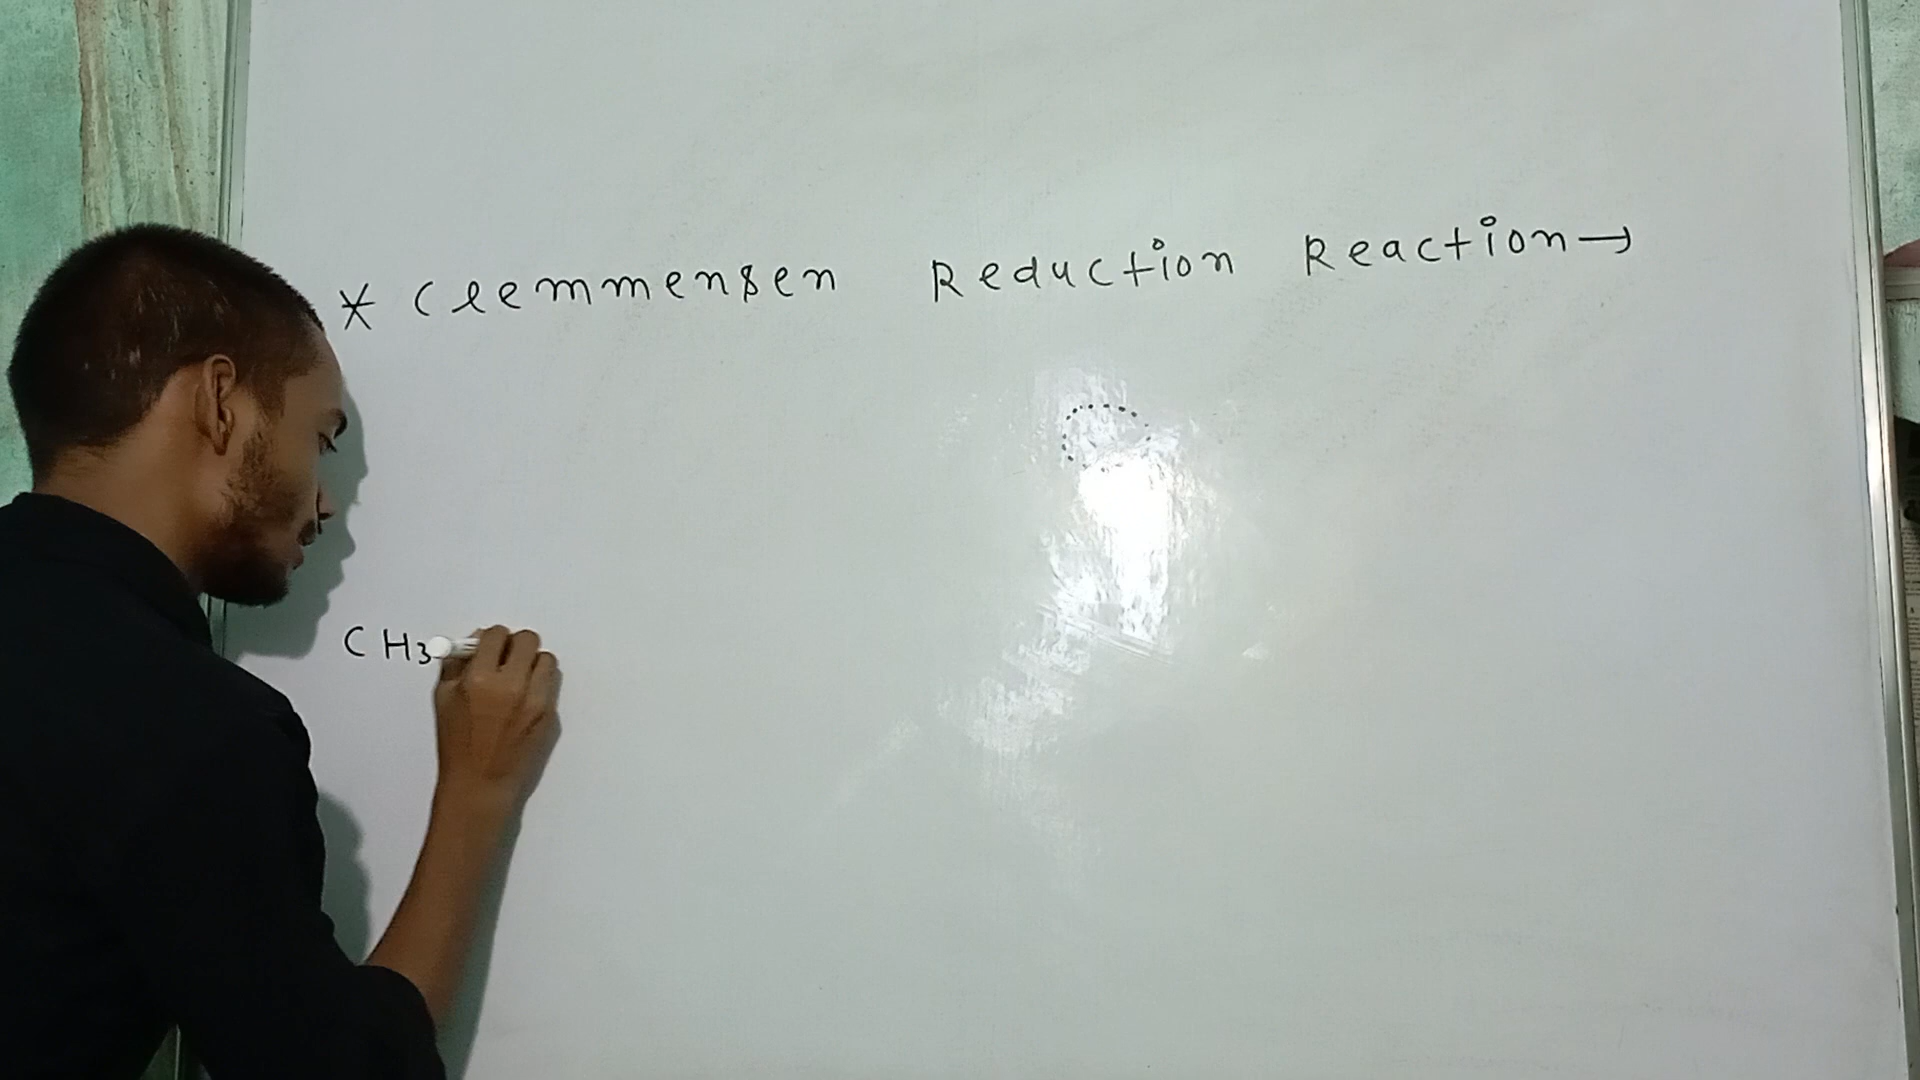 * Clemmensen Reduction Reaction →
CH3